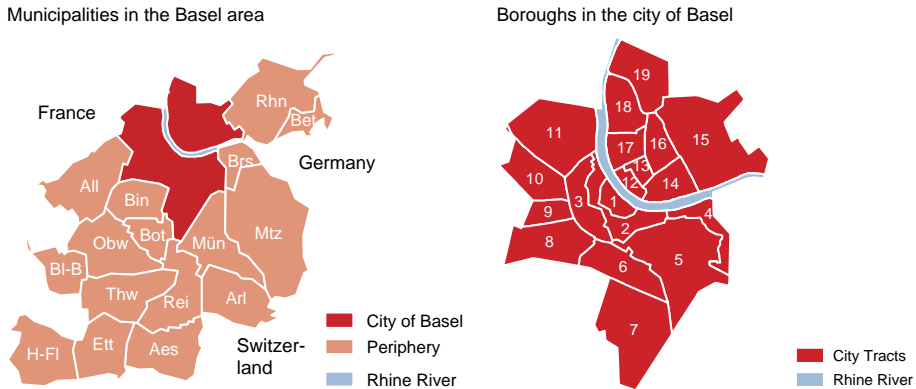 Municipalities in the Basel area
France
Germany
Switzer-
land
Rhn
Bet
Brs
All
Bin
Bot
Obw
Mün
Mtz
Bl-B
Thw
Rei
Arl
H-Fl
Ett
Aes
City of Basel
Periphery
Rhine River
Boroughs in the city of Basel
19
18
11
17
16
15
13
12
10
14
3
1
9
4
2
8
5
6
7
City Tracts
Rhine River